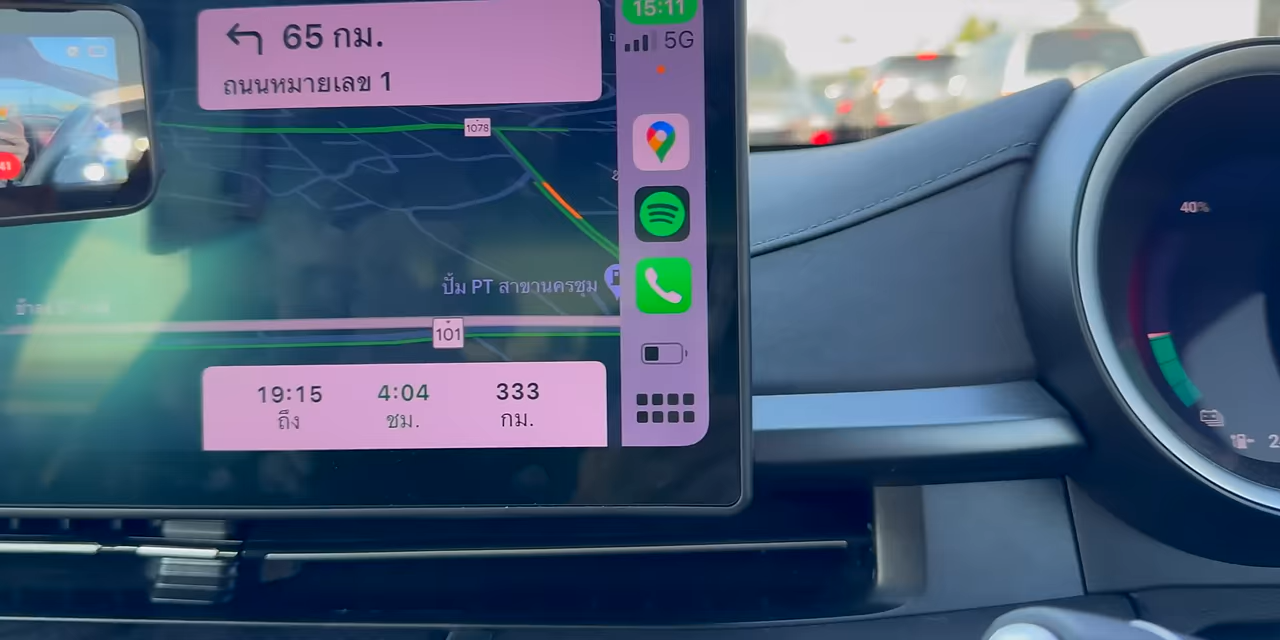 65 กม.
ถนนหมายเลข 1
15:11
5G
1078
41
40%
ปั้ม PT สาขานครชุม
101
19:15
4:04
333
ถึง
ชม.
กม.